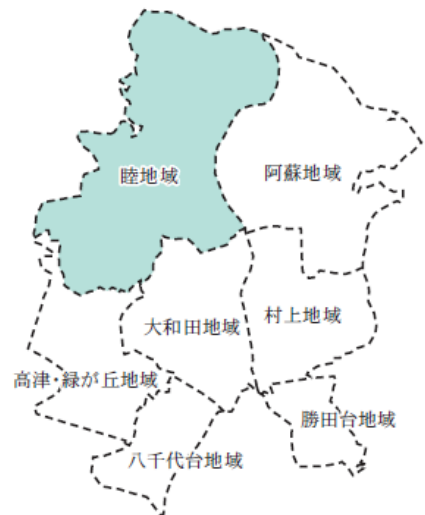 睦地域
阿蘇地域
大和田地域
村上地域
高津・緑が丘地域
勝田台地域
八千代台地域